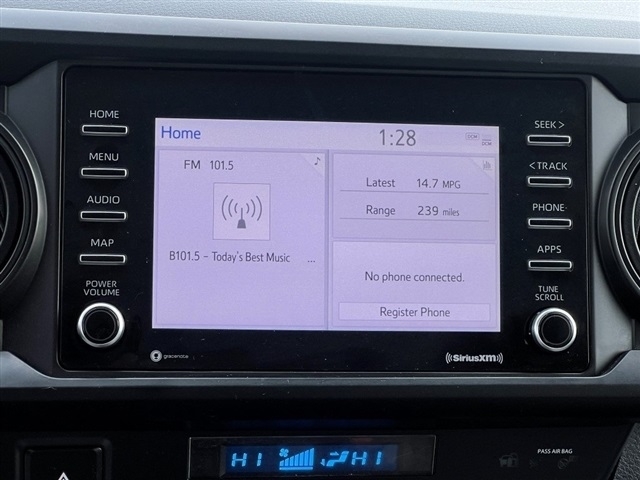 HOME
MENU
AUDIO
MAP
POWER
VOLUME
Home
1:28
DCM
FM 101.5
B101.5 - Today's Best Music ...
Latest 14.7 MPG
Range 239 miles
No phone connected.
Register Phone
SEEK >
< TRACK
PHONE
APPS
TUNE
SCROLL
gracenote
((SiriusXM))
HI HI
PASS AIR BAG